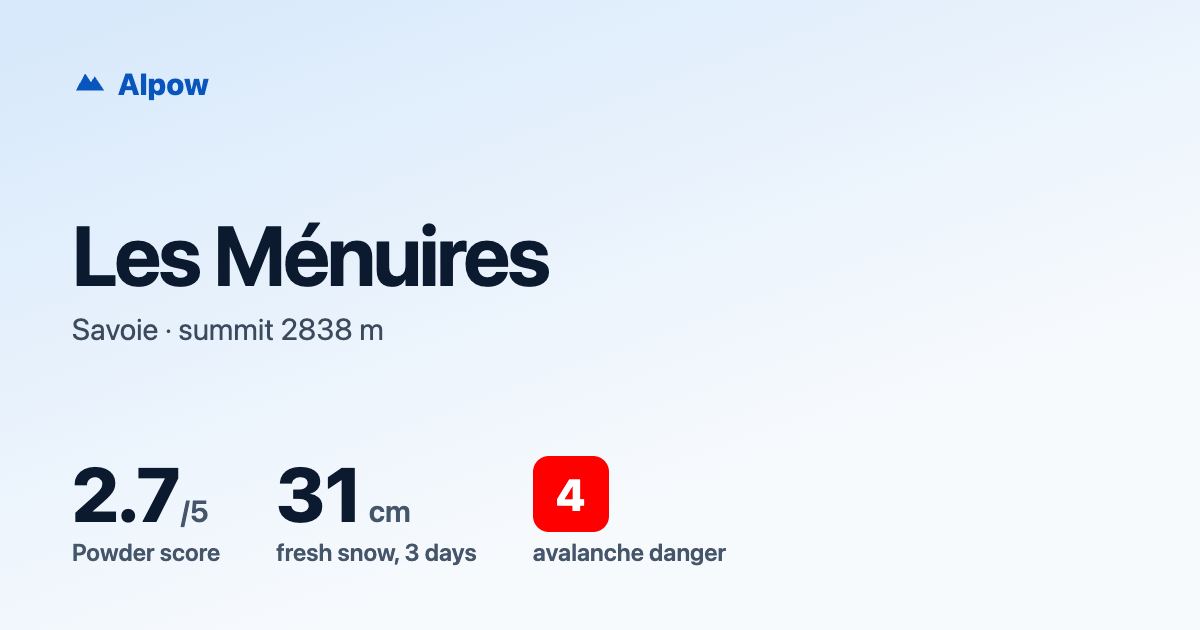 Alpow
Les Ménuires
Savoie · summit 2838 m
2.7/5
Powder score
31 cm
fresh snow, 3 days
4
avalanche danger